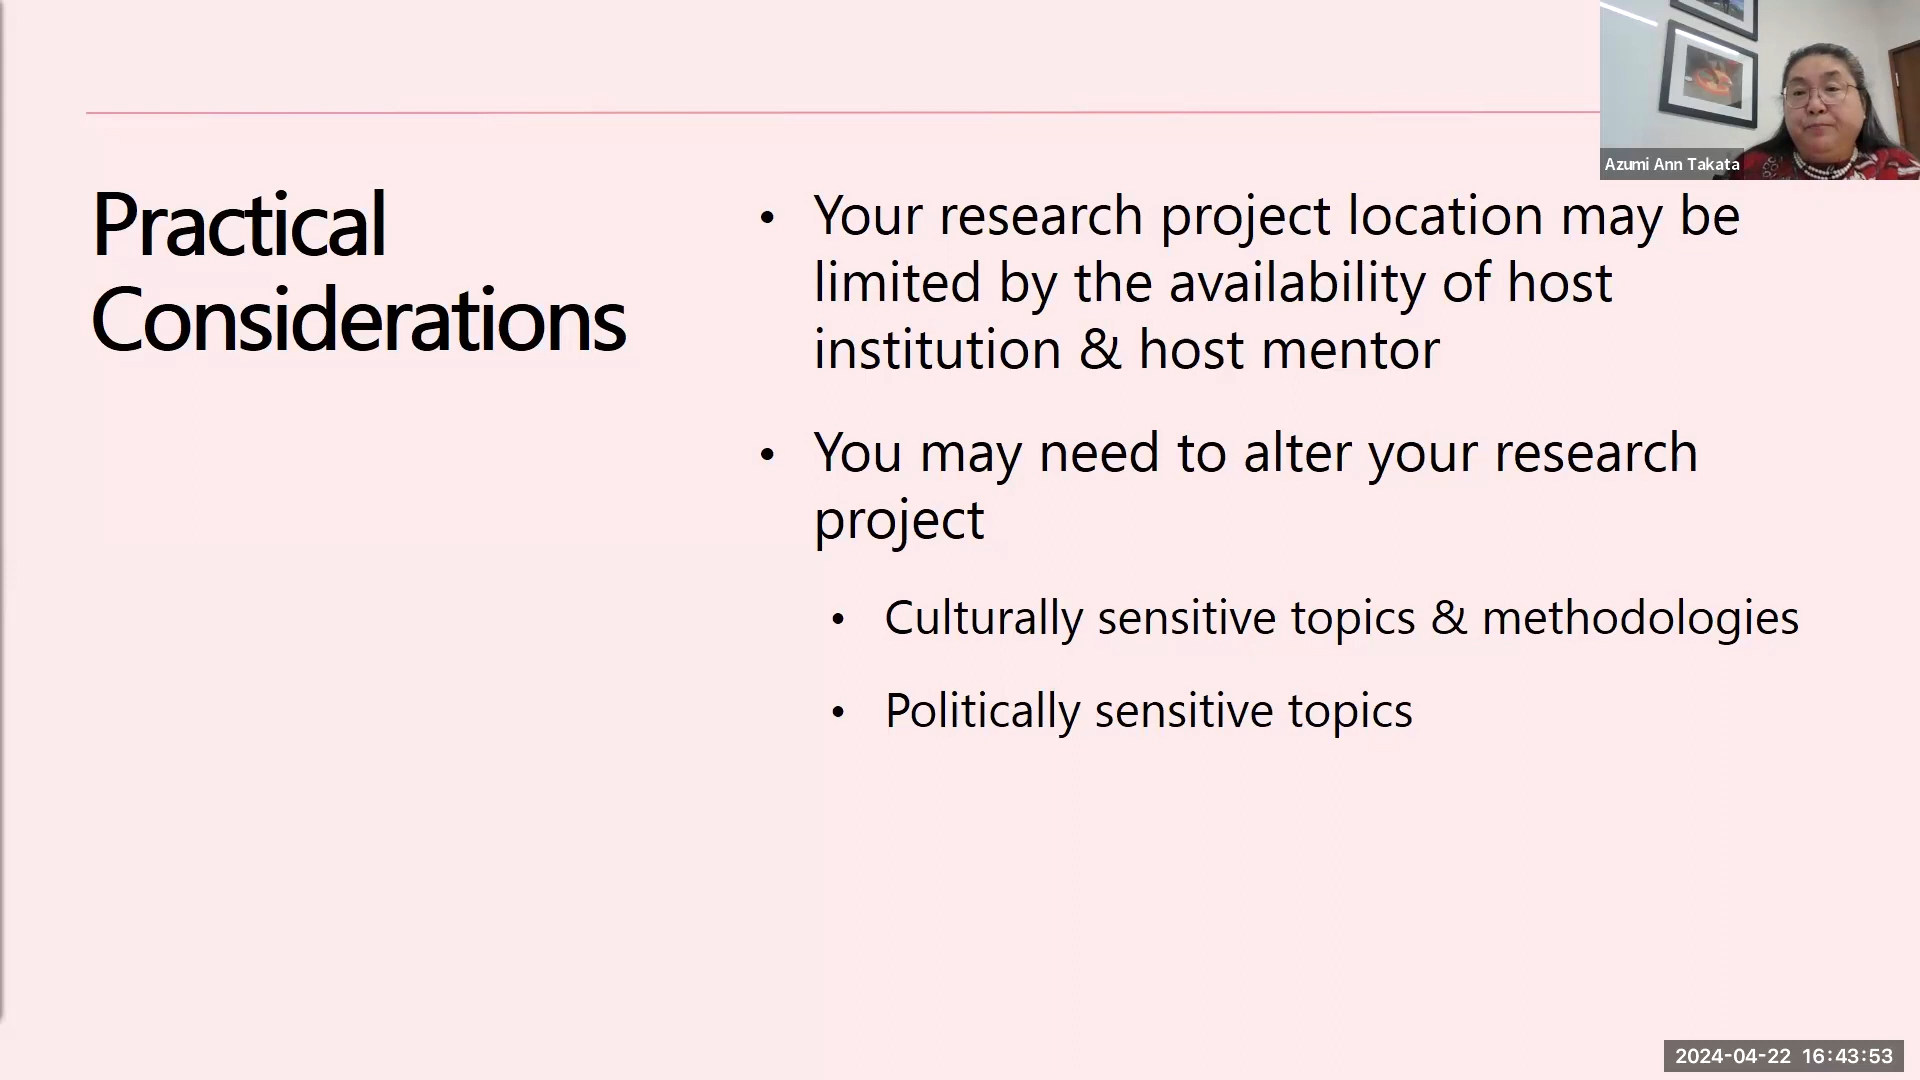 Azumi Ann Takata
Practical
Considerations
• Your research project location may be
limited by the availability of host
institution & host mentor
• You may need to alter your research
project
• Culturally sensitive topics & methodologies
• Politically sensitive topics
2024-04-22 16:43:53